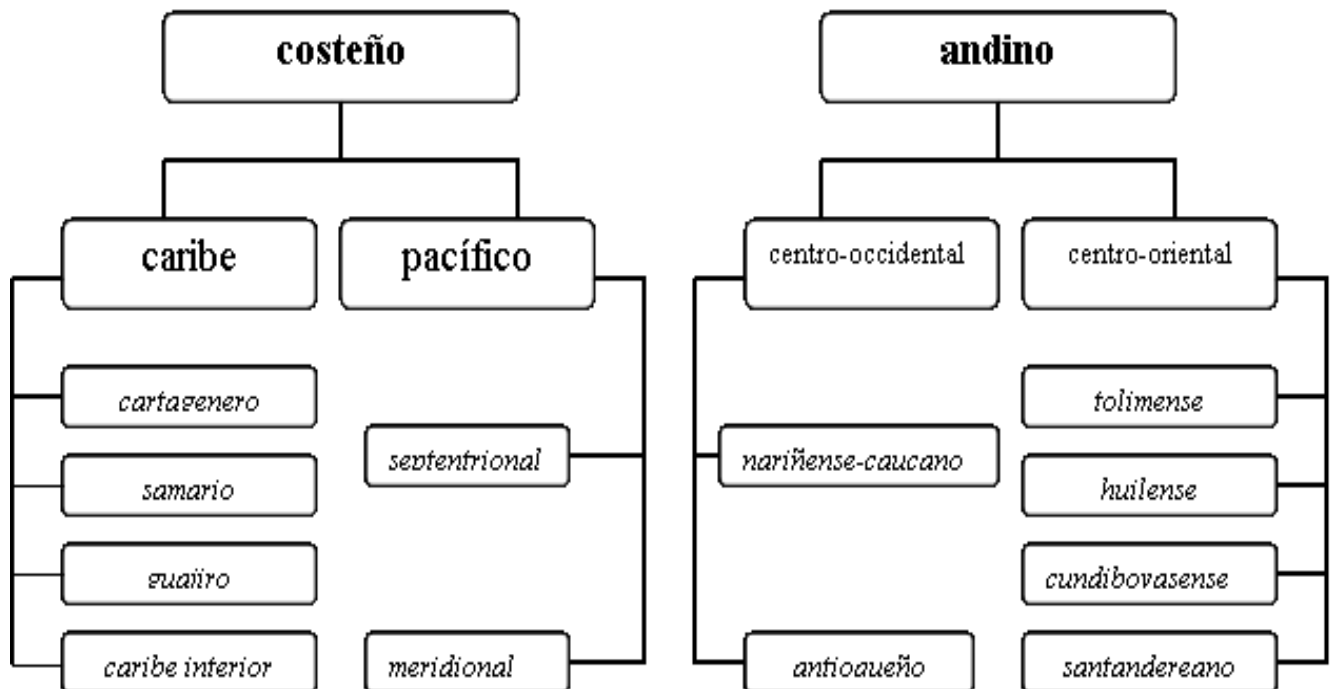 costeño
andino
caribe
pacífico
centro-occidental
centro-oriental
cartagenero
samario
guajiro
caribe interior
septentrional
meridional
nariñense-caucano
antioqueño
tolimense
huilense
cundiboyasense
santandereano